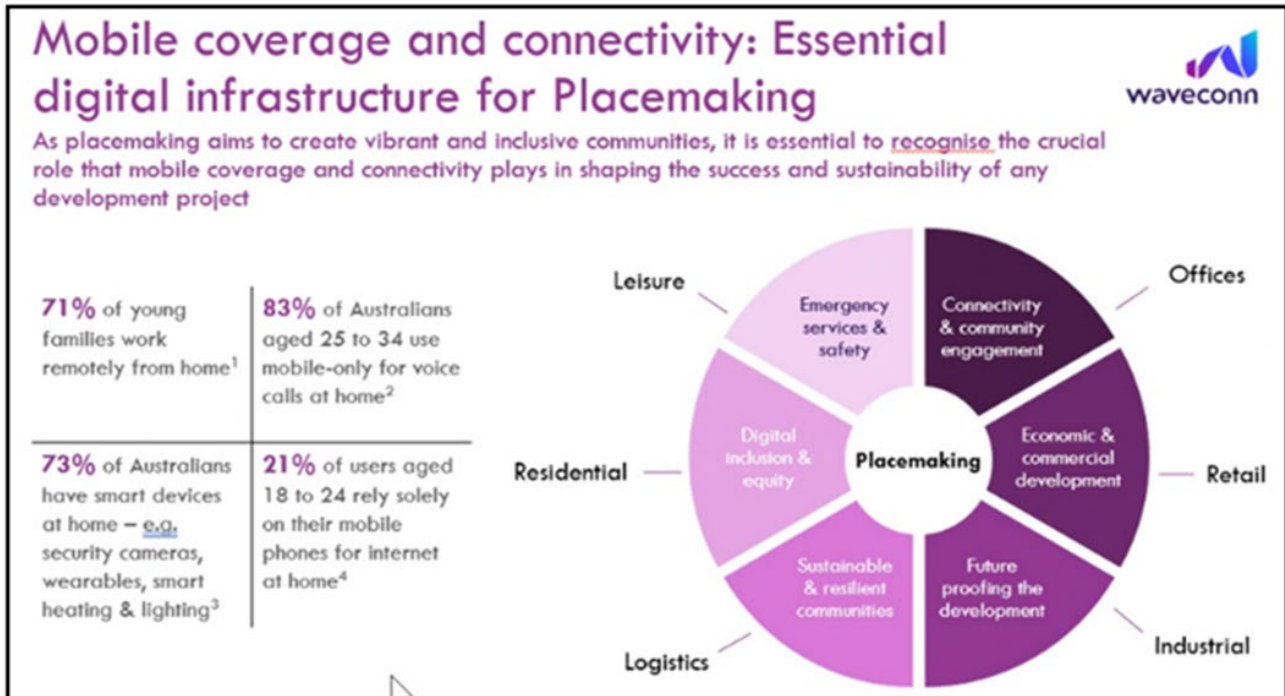 Mobile coverage and connectivity: Essential
digital infrastructure for Placemaking
waveconn
As placemaking aims to create vibrant and inclusive communities, it is essential to recognise the crucial
role that mobile coverage and connectivity plays in shaping the success and sustainability of any
development project
71% of young
families work
remotely from home¹
83% of Australians
aged 25 to 34 use
mobile-only for voice
calls at home²
73% of Australians
have smart devices
at home – e.g.
security cameras,
wearables, smart
heating & lighting³
21% of users aged
18 to 24 rely solely
on their mobile
phones for internet
at home⁴
Leisure
Offices
Emergency
services &
safety
Connectivity
& community
engagement
Digital
inclusion &
equity
Placemaking
Economic &
commercial
development
Residential
Retail
Sustainable
& resilient
communities
Future
proofing the
development
Logistics
Industrial